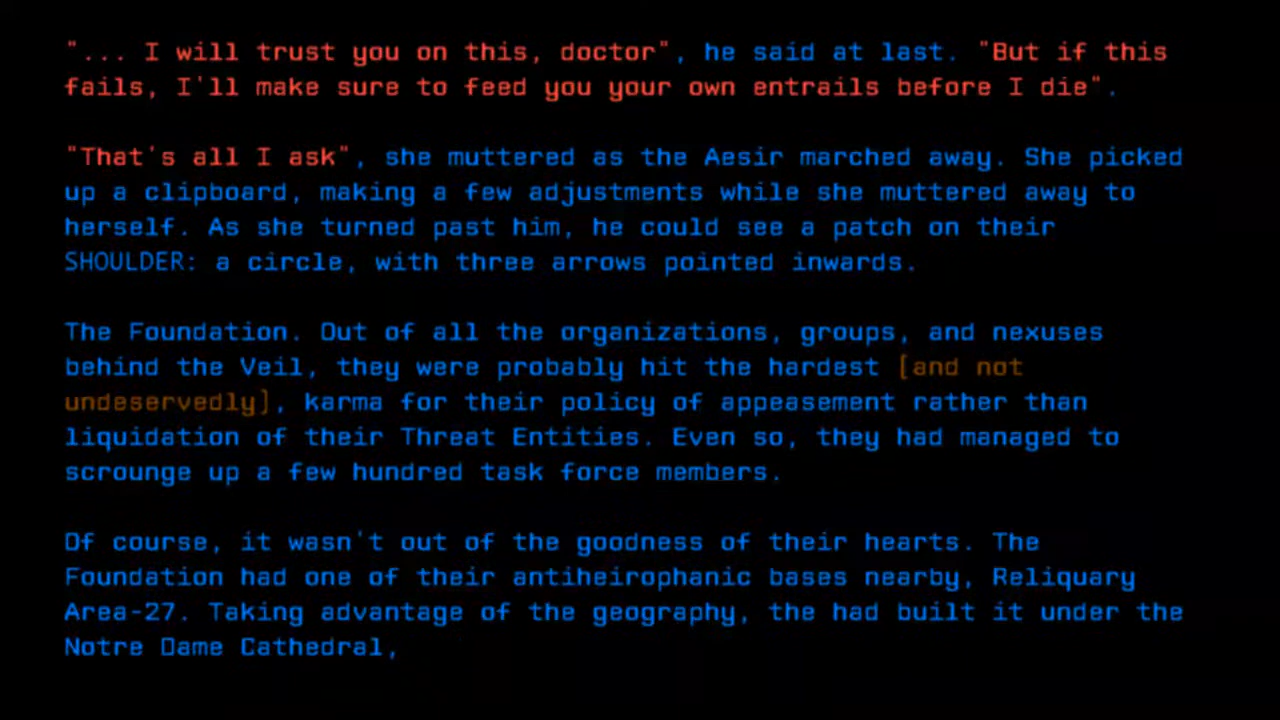 "... I will trust you on this, doctor", he said at last. "But if this
fails, I'll make sure to feed you your own entrails before I die".
"That's all I ask", she muttered as the Aesir marched away. She picked
up a clipboard, making a few adjustments while she muttered away to
herself. As she turned past him, he could see a patch on their
SHOULDER: a circle, with three arrows pointed inwards.
The Foundation. Out of all the organizations, groups, and nexuses
behind the Veil, they were probably hit the hardest [and not
undeservedly], karma for their policy of appeasement rather than
liquidation of their Threat Entities. Even so, they had managed to
scrounge up a few hundred task force members.
Of course, it wasn't out of the goodness of their hearts. The
Foundation had one of their antiheirophanic bases nearby, Reliquary
Area-27. Taking advantage of the geography, the had built it under the
Notre Dame Cathedral,